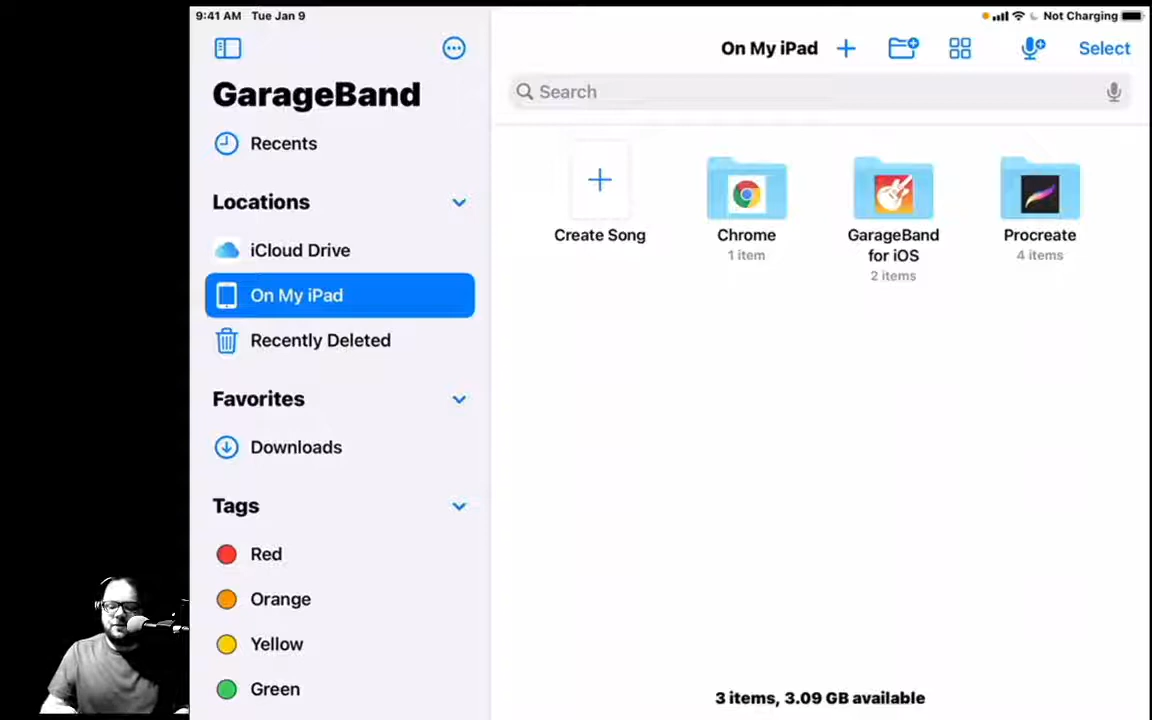 9:41 AM Tue Jan 9
Not Charging
GarageBand
Recents
Locations
iCloud Drive
On My iPad
Recently Deleted
Favorites
Downloads
Tags
Red
Orange
Yellow
Green
On My iPad
Select
Search
Create Song
Chrome
1 item
GarageBand
for iOS
2 items
Procreate
4 items
3 items, 3.09 GB available